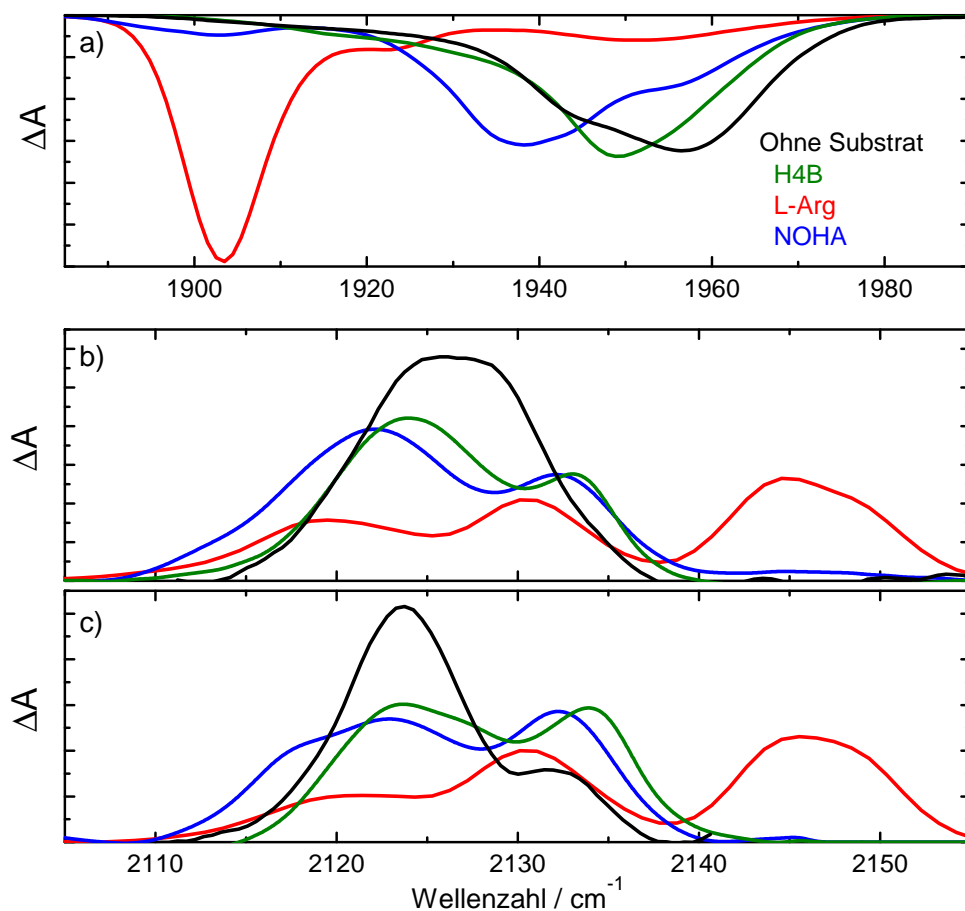 a)
ΔA
Ohne Substrat
H4B
L-Arg
NOHA
1900 1920 1940 1960 1980
b)
ΔA
c)
ΔA
2110 2120 2130 2140 2150
Wellenzahl / cm⁻¹